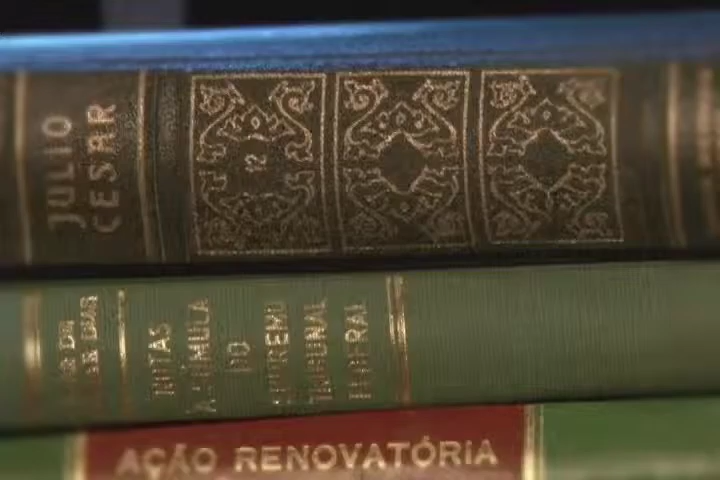 JULIO
CESAR
12
NOTAS
À SÚMULA
DO
SUPREMO
TRIBUNAL
FEDERAL
AÇÃO RENOVATÓRIA